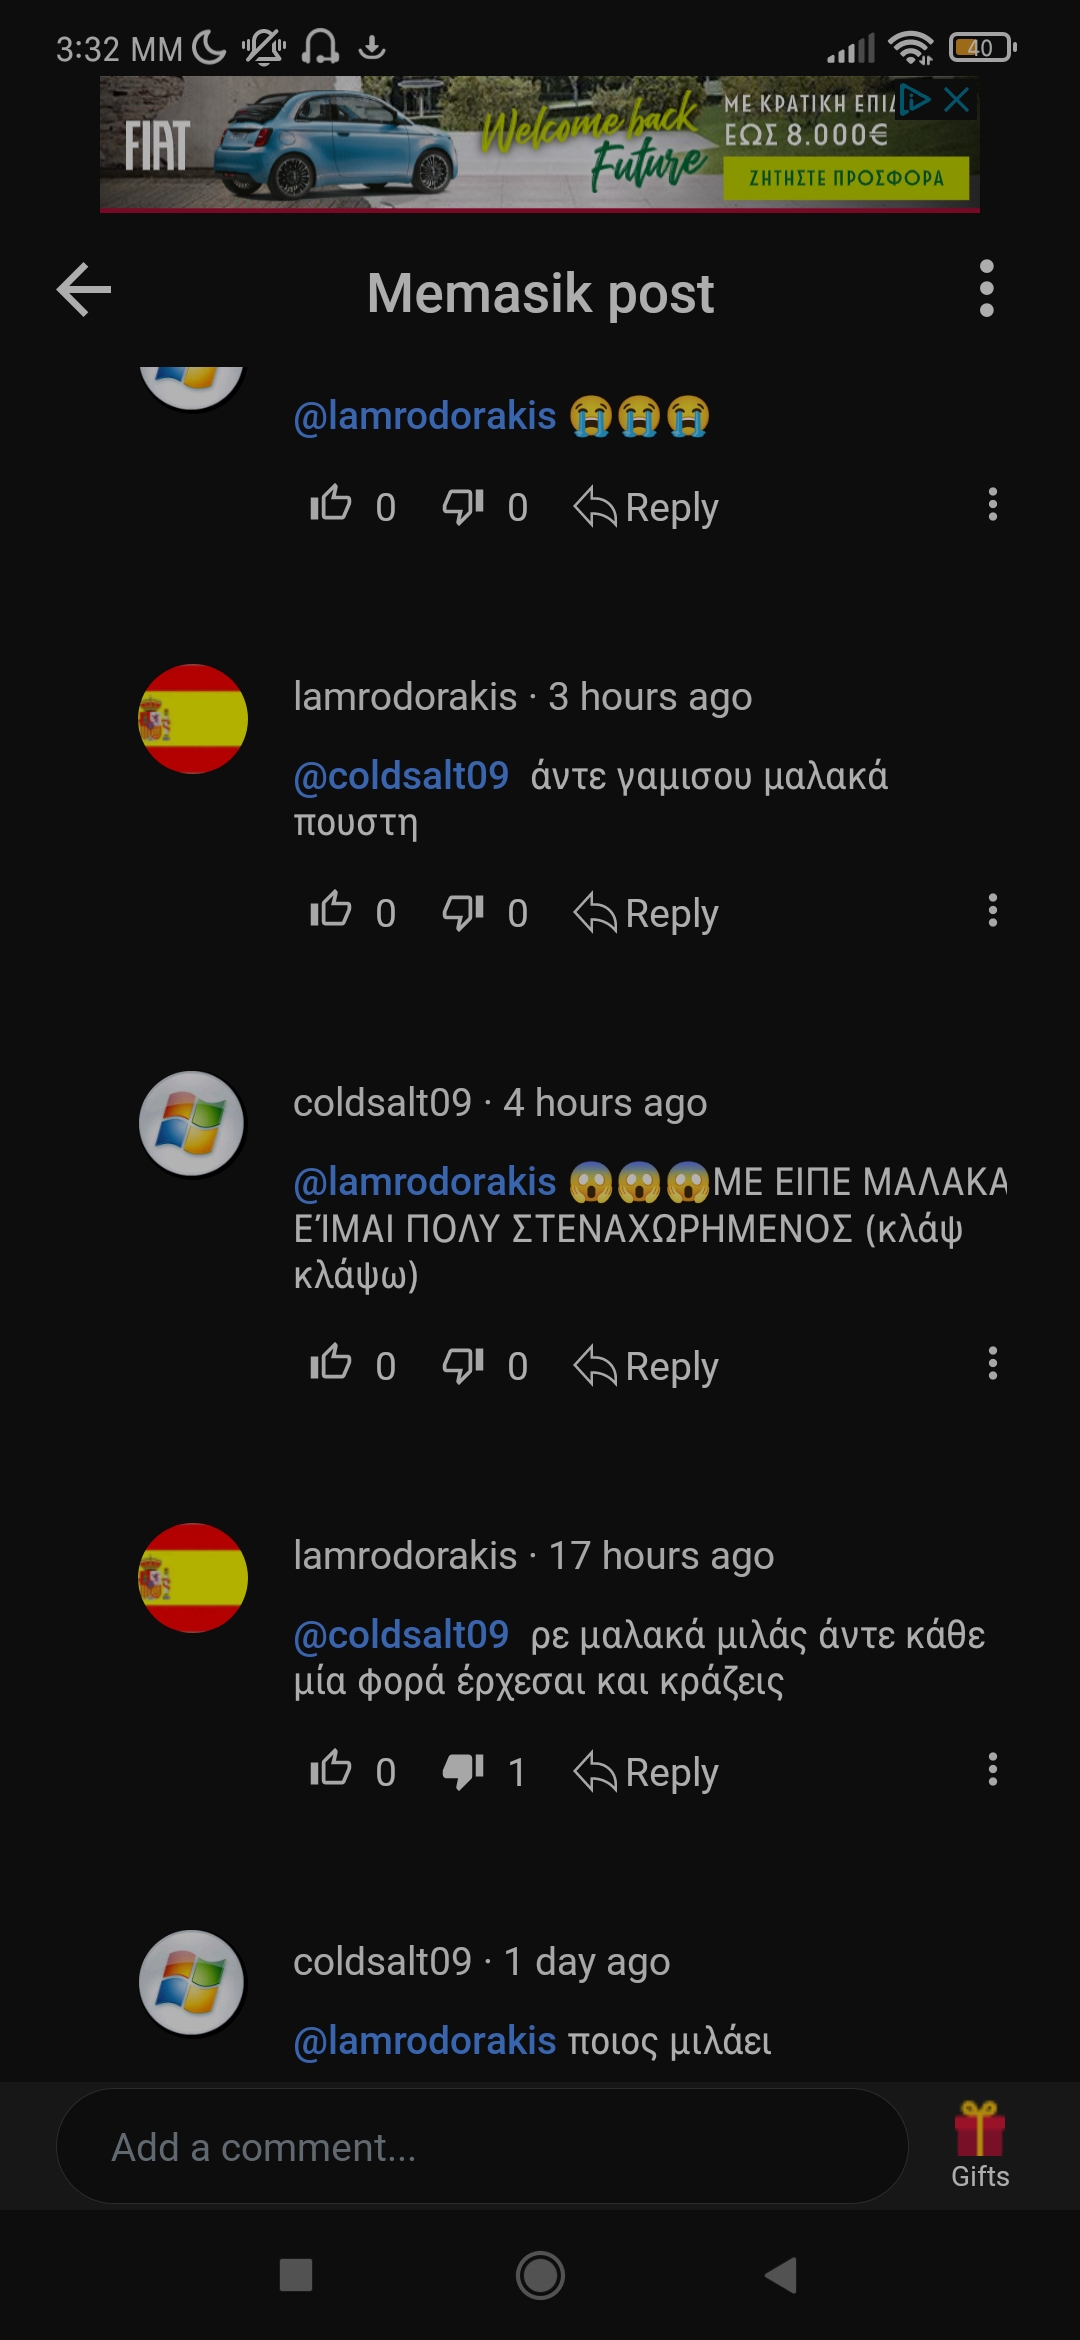 3:32 MM
40
FIAT
Welcome back
Future
ΜΕ ΚΡΑΤΙΚΗ
ΕΩΣ 8.000€
ΖΗΤΗΣΤΕ ΠΡΟΣΦΟΡΑ
Memasik post
@lamrodorakis 😭😭😭
0 0 Reply
lamrodorakis · 3 hours ago
@coldsalt09 άντε γαμισου μαλακά
πουστη
0 0 Reply
coldsalt09 · 4 hours ago
@lamrodorakis 😱😱😱ΜΕ ΕΙΠΕ ΜΑΛΑΚΑ
ΕΊΜΑΙ ΠΟΛΥ ΣΤΕΝΑΧΩΡΗΜΕΝΟΣ (κλάψ
κλάψω)
0 0 Reply
lamrodorakis · 17 hours ago
@coldsalt09 ρε μαλακά μιλάς άντε κάθε
μία φορά έρχεσαι και κράζεις
0 1 Reply
coldsalt09 · 1 day ago
@lamrodorakis ποιος μιλάει
Add a comment...
Gifts